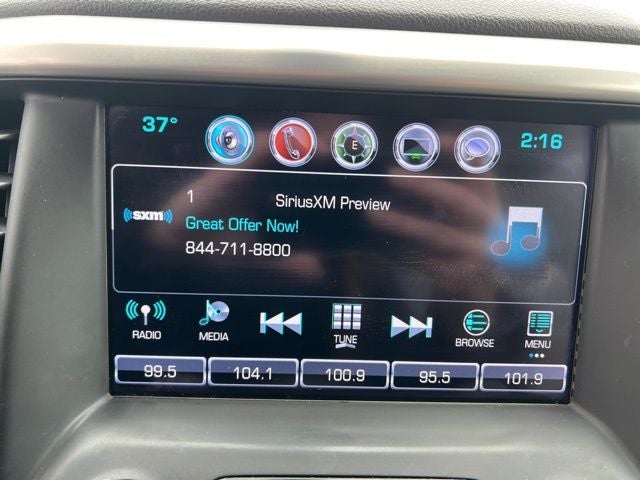 37°
E
2:16
1
SiriusXM Preview
((sxm))
Great Offer Now!
844-711-8800
RADIO
MEDIA
TUNE
BROWSE
MENU
99.5
104.1
100.9
95.5
101.9